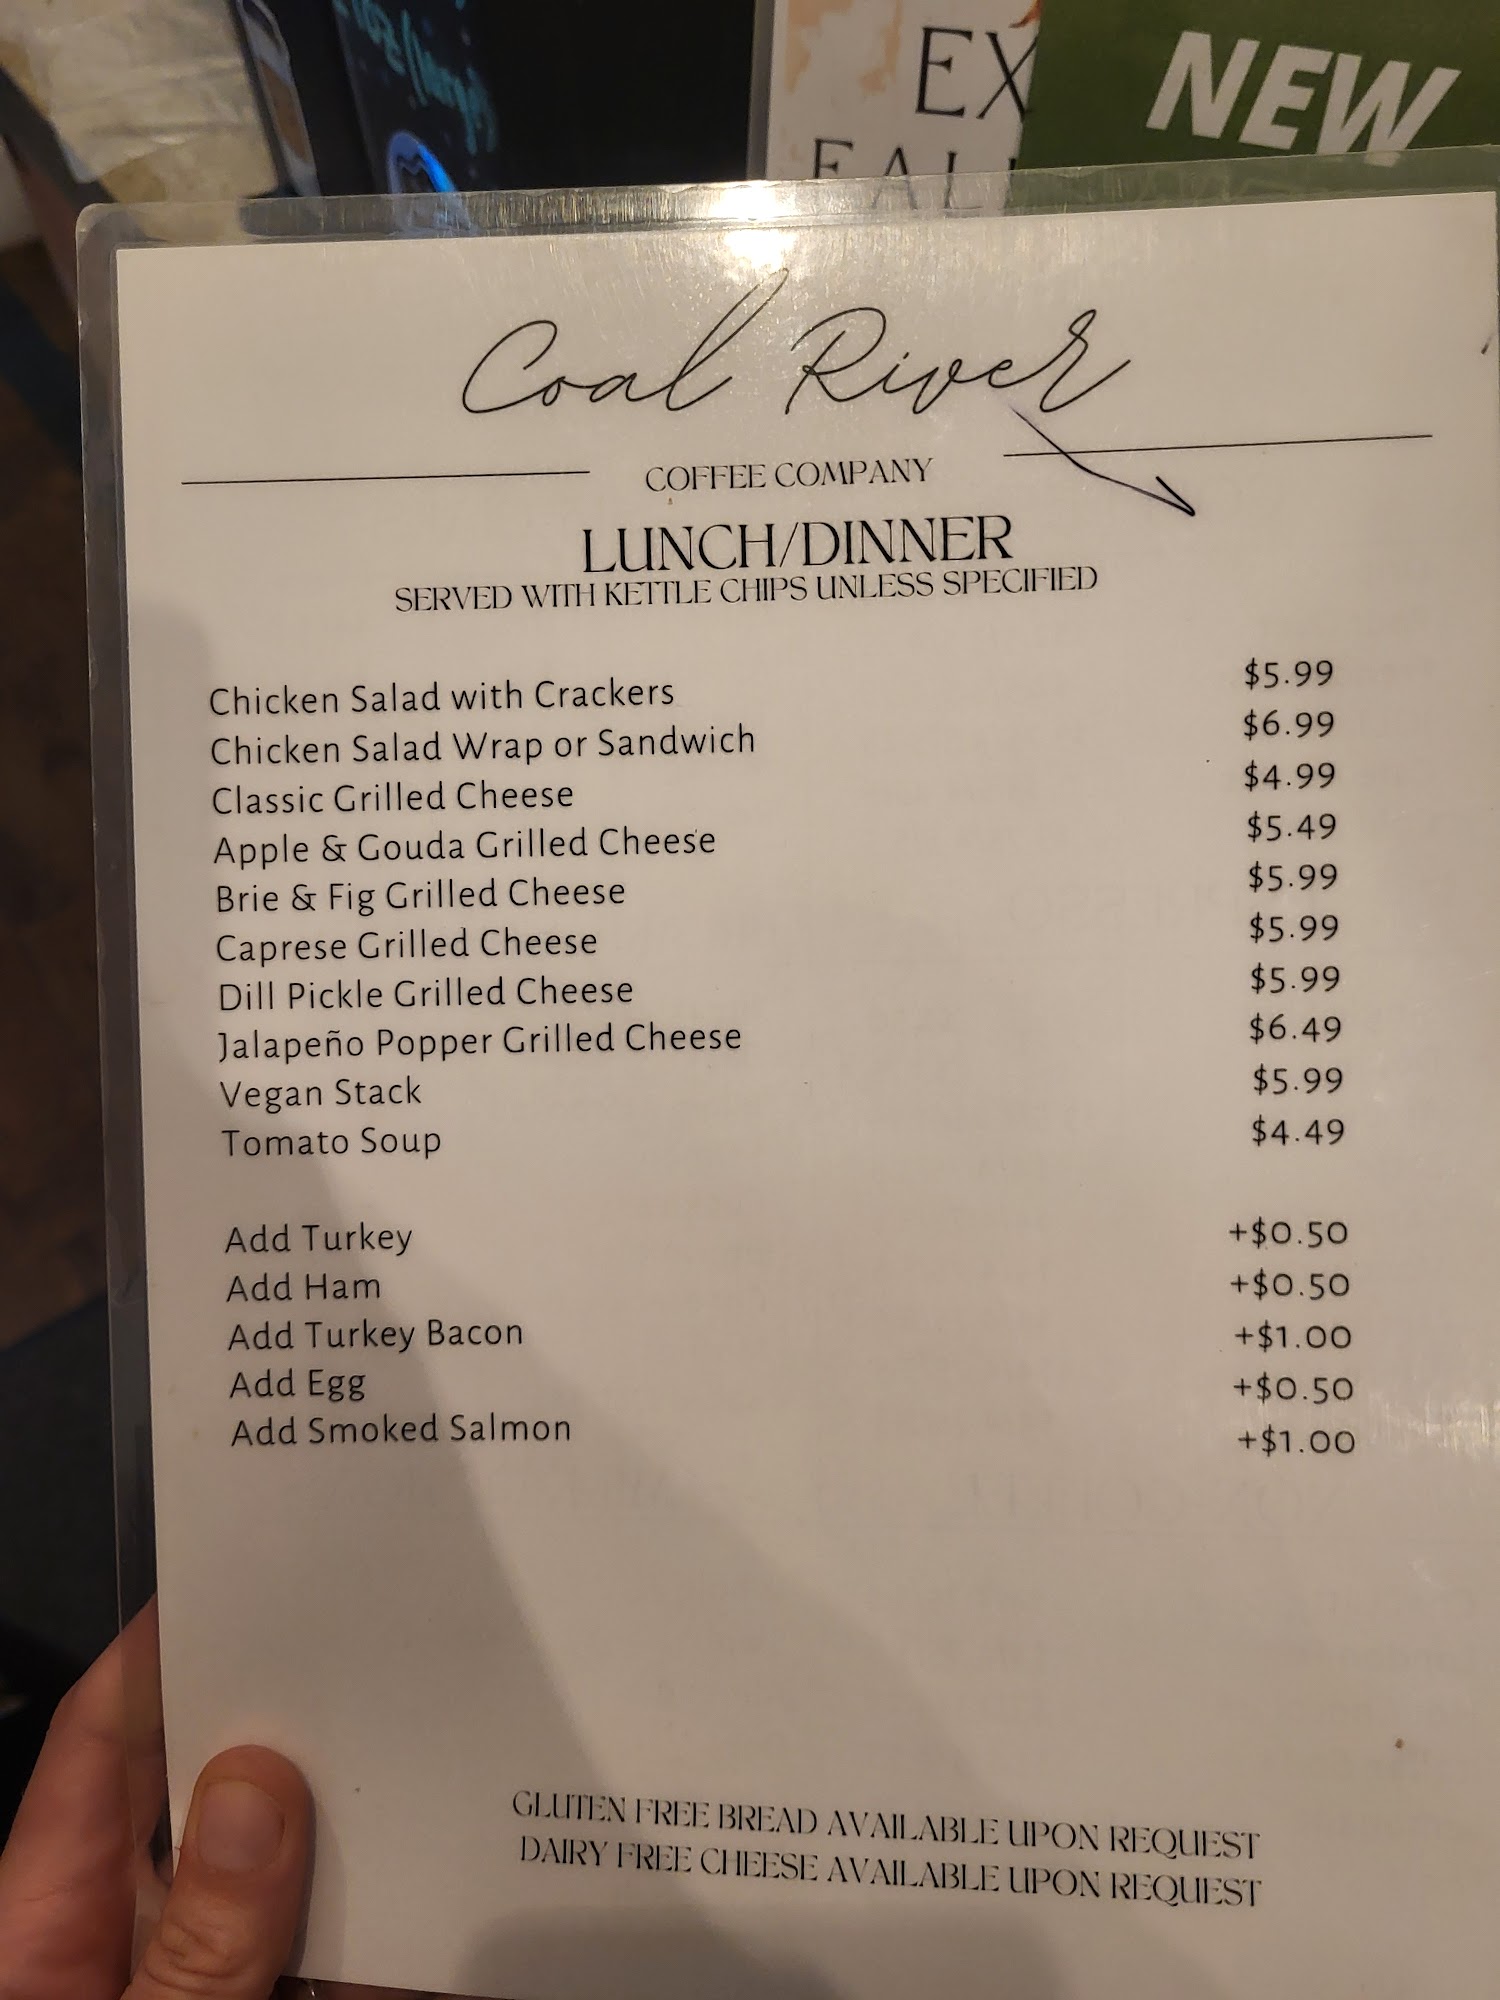 EX
NEW
FAL
Coal River
COFFEE COMPANY
LUNCH/DINNER
SERVED WITH KETTLE CHIPS UNLESS SPECIFIED
Chicken Salad with Crackers $5.99
Chicken Salad Wrap or Sandwich $6.99
Classic Grilled Cheese $4.99
Apple & Gouda Grilled Cheese $5.49
Brie & Fig Grilled Cheese $5.99
Caprese Grilled Cheese $5.99
Dill Pickle Grilled Cheese $5.99
Jalapeño Popper Grilled Cheese $6.49
Vegan Stack $5.99
Tomato Soup $4.49
Add Turkey +$0.50
Add Ham +$0.50
Add Turkey Bacon +$1.00
Add Egg +$0.50
Add Smoked Salmon +$1.00
GLUTEN FREE BREAD AVAILABLE UPON REQUEST
DAIRY FREE CHEESE AVAILABLE UPON REQUEST